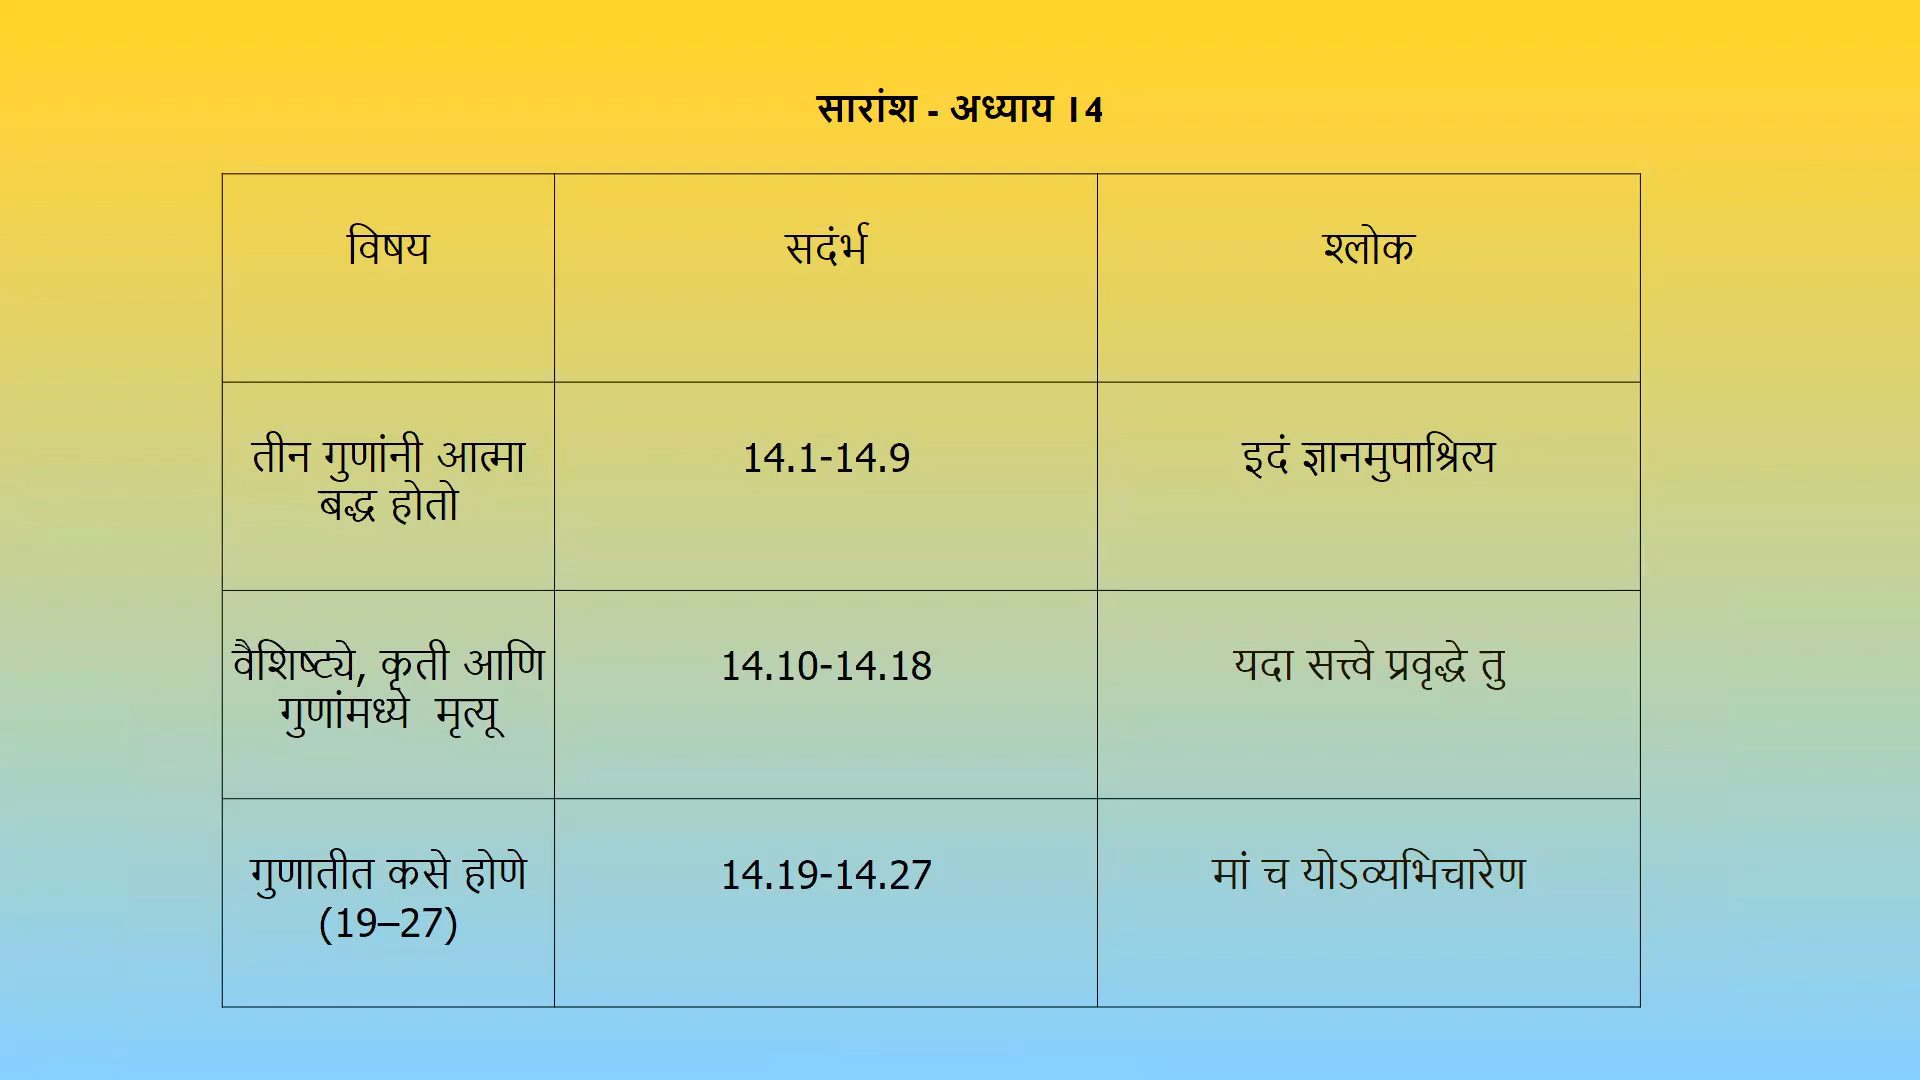 सारांश - अध्याय 14
विषय
सदंर्भ
श्लोक
तीन गुणांनी आत्मा
बद्ध होतो
14.1-14.9
इदं ज्ञानमुपाश्रित्य
वैशिष्ट्ये, कृती आणि
गुणांमध्ये मृत्यू
14.10-14.18
यदा सत्त्वे प्रवृद्धे तु
गुणातीत कसे होणे
(19–27)
14.19-14.27
मां च योऽव्यभिचारेण